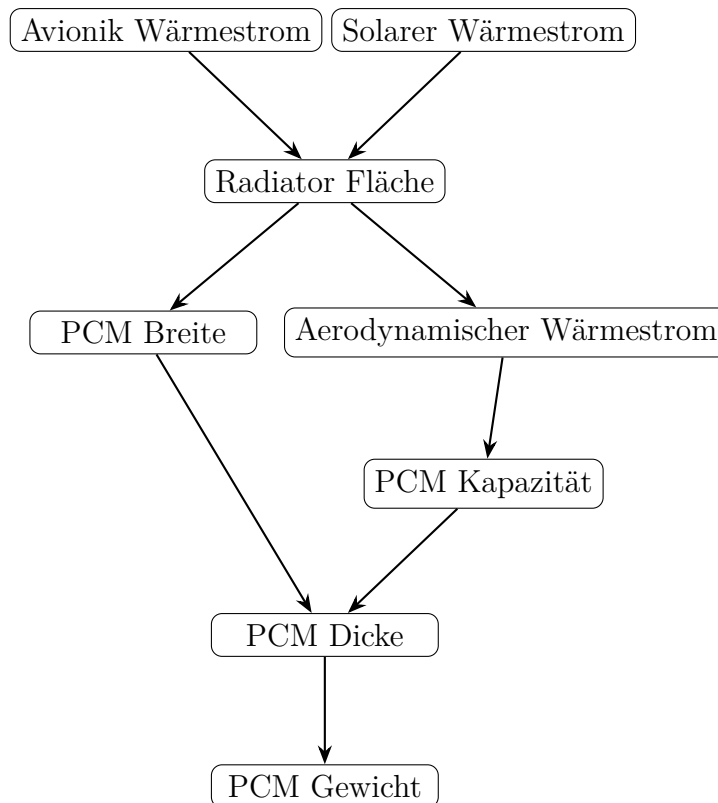 Avionik Wärmestrom
Solarer Wärmestrom
Radiator Fläche
PCM Breite
Aerodynamischer Wärmestrom
PCM Kapazität
PCM Dicke
PCM Gewicht